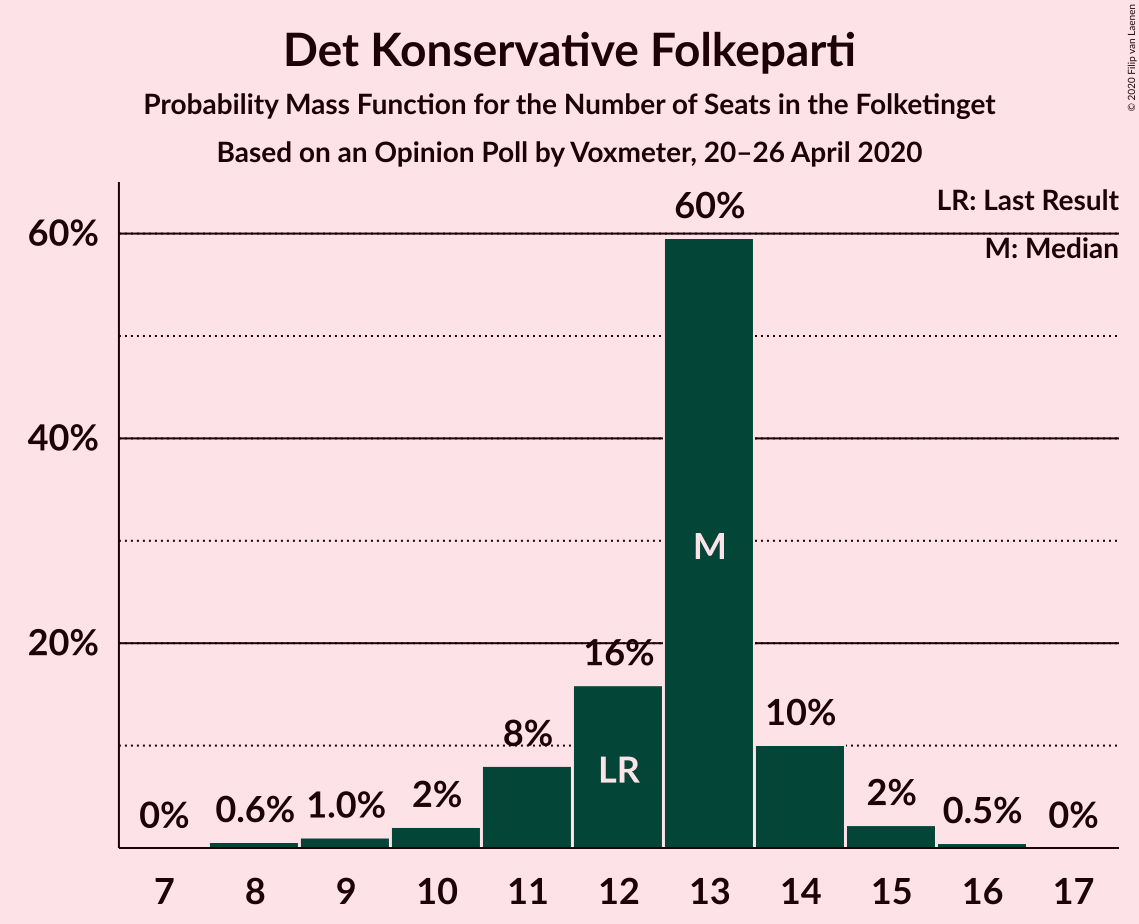 Det Konservative Folkeparti
Probability Mass Function for the Number of Seats in the Folketinget
Based on an Opinion Poll by Voxmeter, 20–26 April 2020
© 2020 Filip van Laenen
LR: Last Result
M: Median
60%
40%
20%
0%
0.6%
1.0%
2%
8%
16%
60%
10%
2%
0.5%
0%
LR
M
7 8 9 10 11 12 13 14 15 16 17